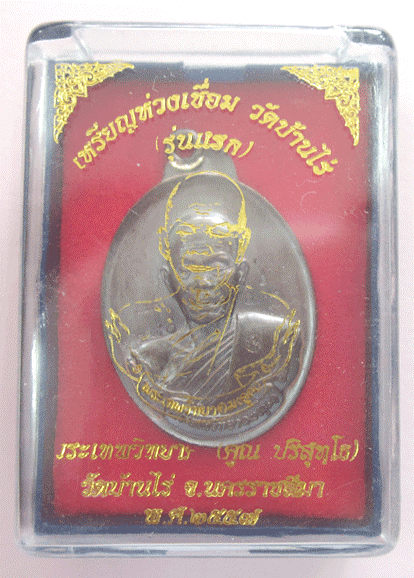 เหรียญห่วงเชื่อม วัดบ้านไร่
(รุ่นแรก)
พระเทพวิทยาคม (คูณ ปริสุทฺโธ)
วัดบ้านไร่ จ.นครราชสีมา
พ.ศ.๒๕๕๗